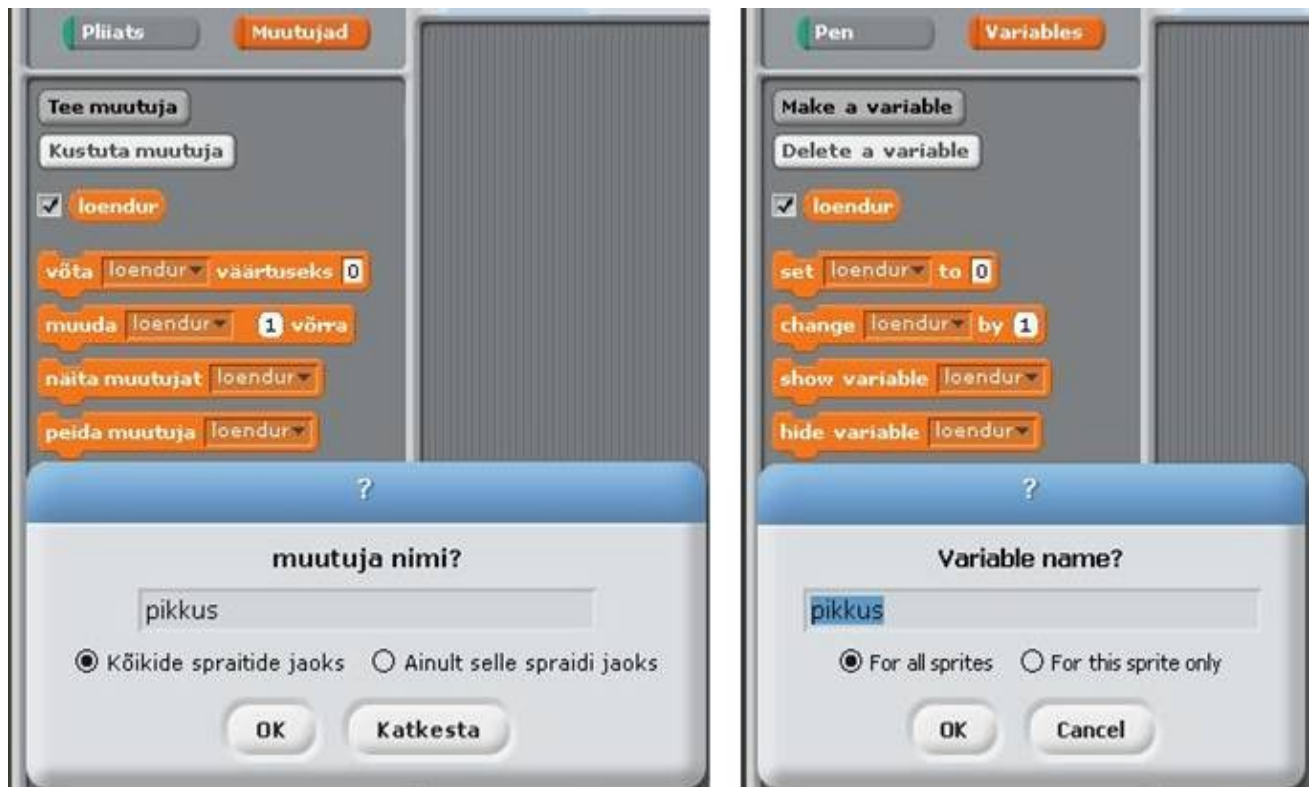 Pliiats Muutujad
Tee muutuja
Kustuta muutuja
loendur
võta loendur väärtuseks 0
muuda loendur 1 võrra
näita muutujat loendur
peida muutuja loendur
?
muutuja nimi?
pikkus
Kõikide spraitide jaoks Ainult selle spraidi jaoks
OK Katkesta
Pen Variables
Make a variable
Delete a variable
loendur
set loendur to 0
change loendur by 1
show variable loendur
hide variable loendur
?
Variable name?
pikkus
For all sprites For this sprite only
OK Cancel